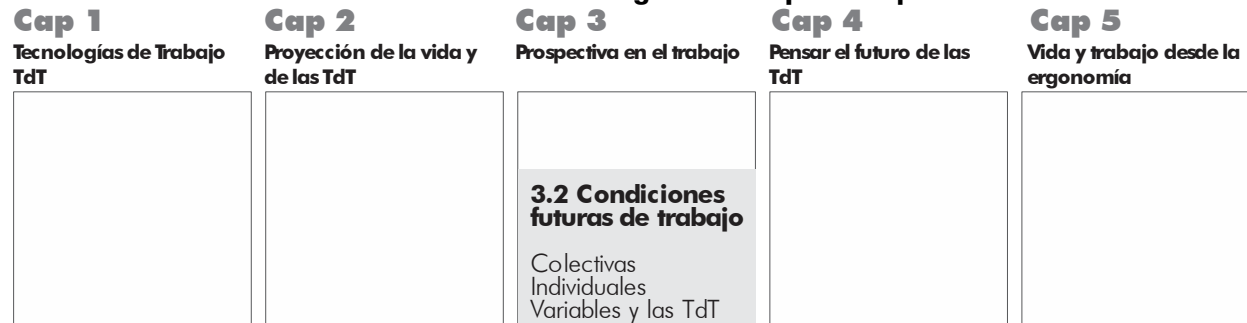 Cap 1
Tecnologías de Trabajo
TdT
Cap 2
Proyección de la vida y
de las TdT
Cap 3
Prospectiva en el trabajo
Cap 4
Pensar el futuro de las
TdT
Cap 5
Vida y trabajo desde la
ergonomía
3.2 Condiciones
futuras de trabajo
Colectivas
Individuales
Variables y las TdT